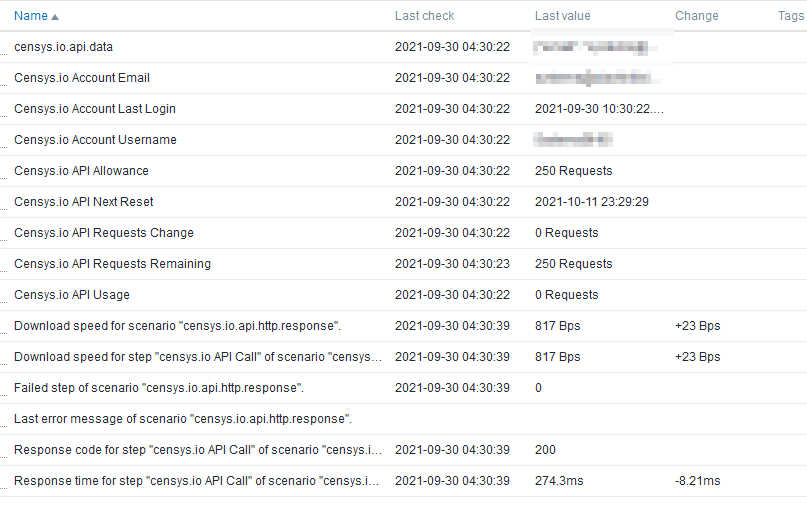 Name Last check Last value Change Tags
censys.io.api.data 2021-09-30 04:30:22
Censys.io Account Email 2021-09-30 04:30:22
Censys.io Account Last Login 2021-09-30 04:30:22 2021-09-30 10:30:22....
Censys.io Account Username 2021-09-30 04:30:22
Censys.io API Allowance 2021-09-30 04:30:22 250 Requests
Censys.io API Next Reset 2021-09-30 04:30:22 2021-10-11 23:29:29
Censys.io API Requests Change 2021-09-30 04:30:22 0 Requests
Censys.io API Requests Remaining 2021-09-30 04:30:23 250 Requests
Censys.io API Usage 2021-09-30 04:30:22 0 Requests
Download speed for scenario "censys.io.api.http.response". 2021-09-30 04:30:39 817 Bps +23 Bps
Download speed for step "censys.io API Call" of scenario "censys... 2021-09-30 04:30:39 817 Bps +23 Bps
Failed step of scenario "censys.io.api.http.response". 2021-09-30 04:30:39 0
Last error message of scenario "censys.io.api.http.response".
Response code for step "censys.io API Call" of scenario "censys.i... 2021-09-30 04:30:39 200
Response time for step "censys.io API Call" of scenario "censys.i... 2021-09-30 04:30:39 274.3ms -8.21ms